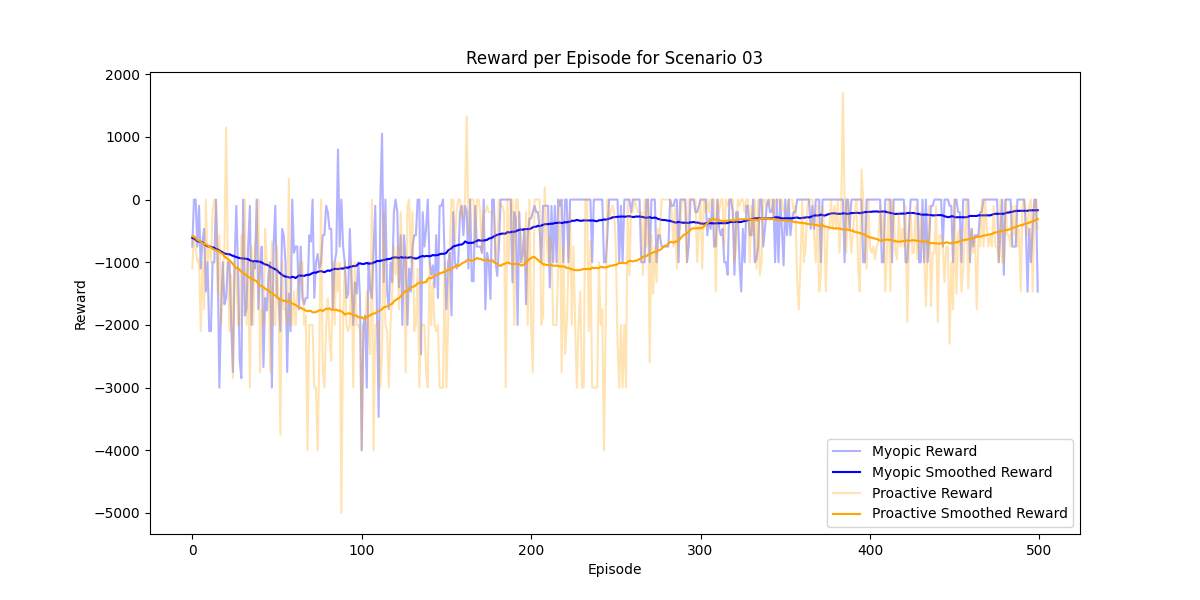 Reward per Episode for Scenario 03
2000
1000
0
−1000
−2000
−3000
−4000
−5000
Reward
0
100
200
300
400
500
Episode
Myopic Reward
Myopic Smoothed Reward
Proactive Reward
Proactive Smoothed Reward